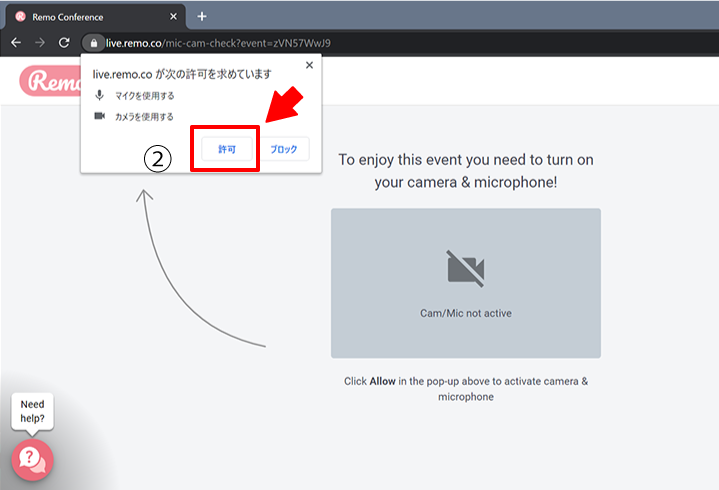 Remo Conference
live.remo.co/mic-cam-check?event=zVN57WwJ9
Remo
live.remo.co が次の許可を求めています
マイクを使用する
カメラを使用する
許可
ブロック
②
To enjoy this event you need to turn on
your camera & microphone!
Cam/Mic not active
Click Allow in the pop-up above to activate camera &
microphone
Need
help?